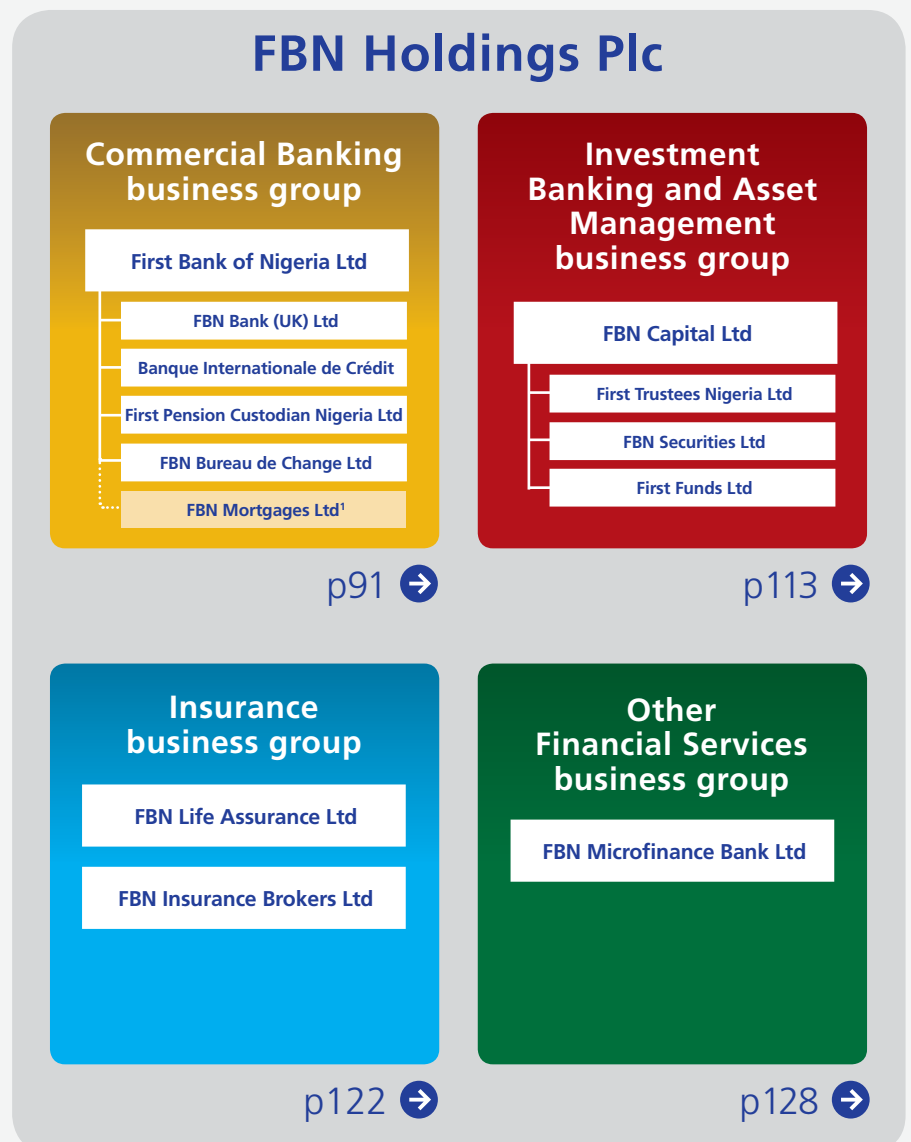 FBN Holdings Plc
Commercial Banking
business group
First Bank of Nigeria Ltd
FBN Bank (UK) Ltd
Banque Internationale de Crédit
First Pension Custodian Nigeria Ltd
FBN Bureau de Change Ltd
FBN Mortgages Ltd¹
p91
Investment
Banking and Asset
Management
business group
FBN Capital Ltd
First Trustees Nigeria Ltd
FBN Securities Ltd
First Funds Ltd
p113
Insurance
business group
FBN Life Assurance Ltd
FBN Insurance Brokers Ltd
p122
Other
Financial Services
business group
FBN Microfinance Bank Ltd
p128